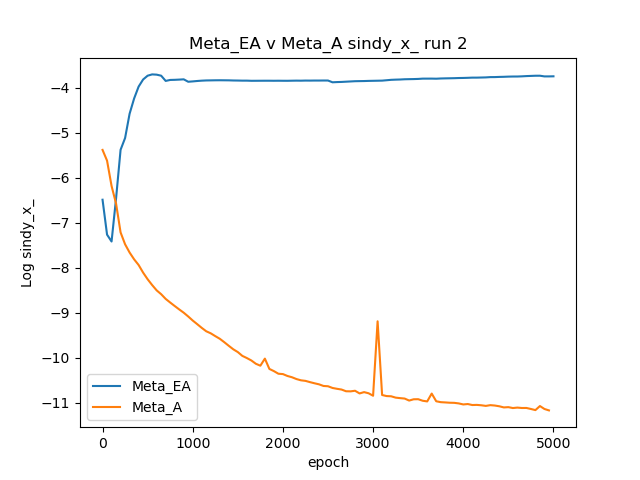 Meta_EA v Meta_A sindy_x_ run 2
Log sindy_x_
−4
−5
−6
−7
−8
−9
−10
−11
Meta_EA
Meta_A
0
1000
2000
3000
4000
5000
epoch